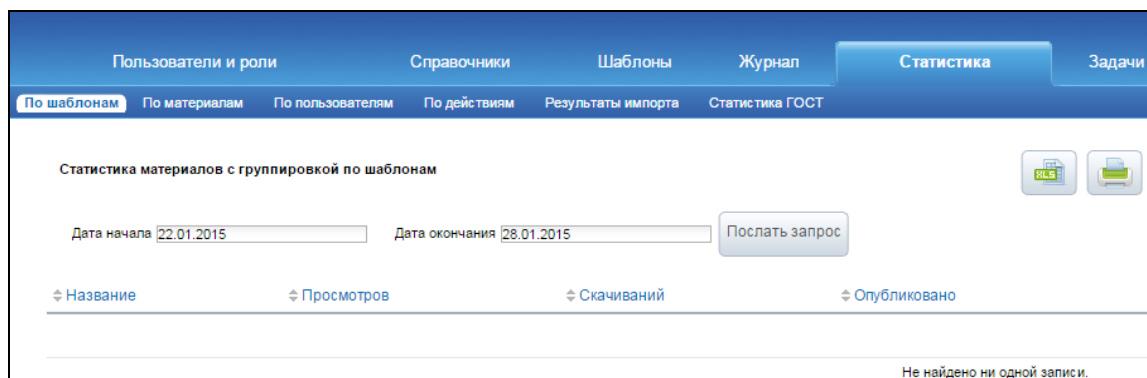 Пользователи и роли Справочники Шаблоны Журнал Статистика Задачи
По шаблонам По материалам По пользователям По действиям Результаты импорта Статистика ГОСТ
Статистика материалов с группировкой по шаблонам
XLS
Дата начала 22.01.2015 Дата окончания 28.01.2015 Послать запрос
Название Просмотров Скачиваний Опубликовано
Не найдено ни одной записи.